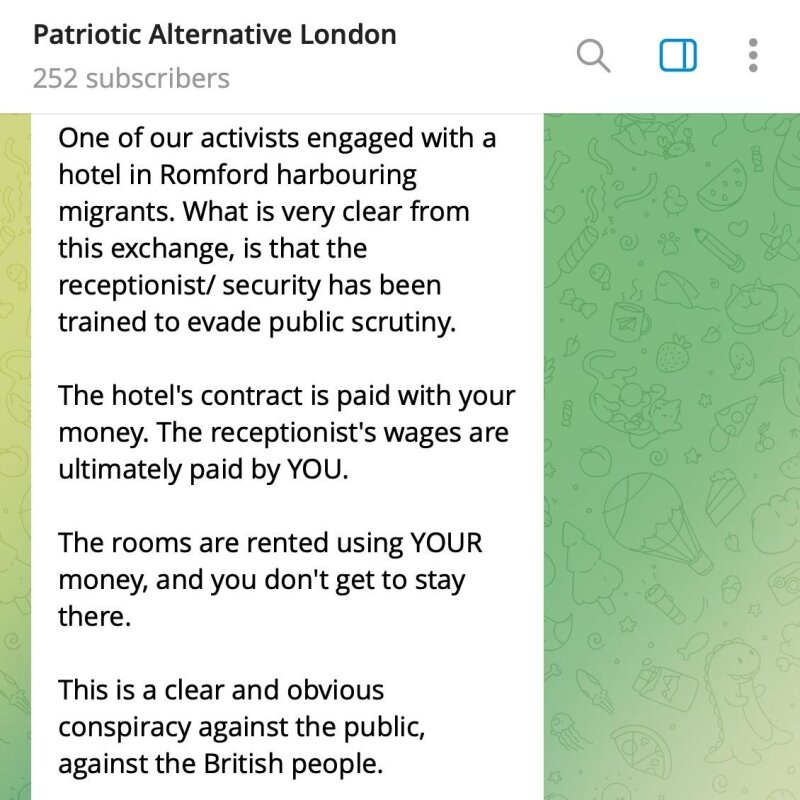 Patriotic Alternative London
252 subscribers
One of our activists engaged with a
hotel in Romford harbouring
migrants. What is very clear from
this exchange, is that the
receptionist/ security has been
trained to evade public scrutiny.
The hotel's contract is paid with your
money. The receptionist's wages are
ultimately paid by YOU.
The rooms are rented using YOUR
money, and you don't get to stay
there.
This is a clear and obvious
conspiracy against the public,
against the British people.